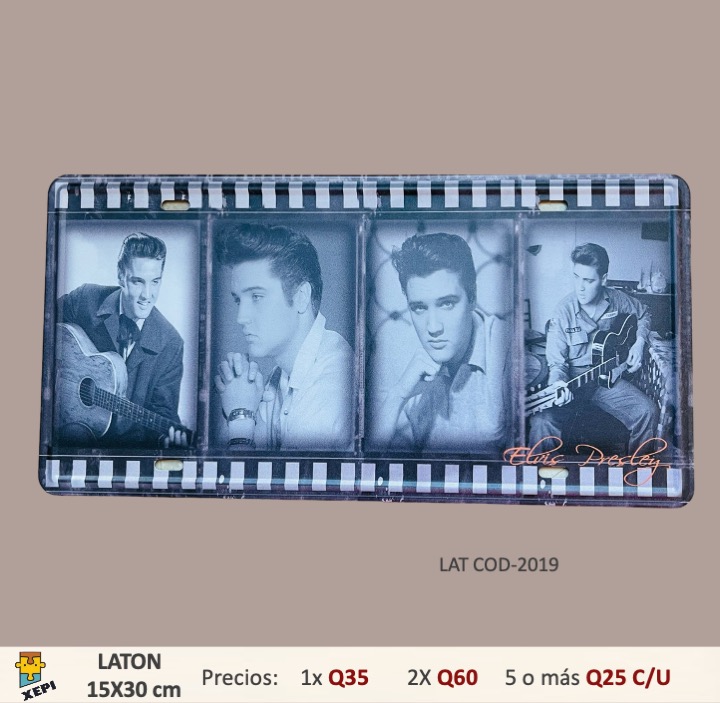 Elvis Presley
LAT COD-2019
XEPI
LATON
15X30 cm
Precios: 1x Q35 2X Q60 5 o más Q25 C/U